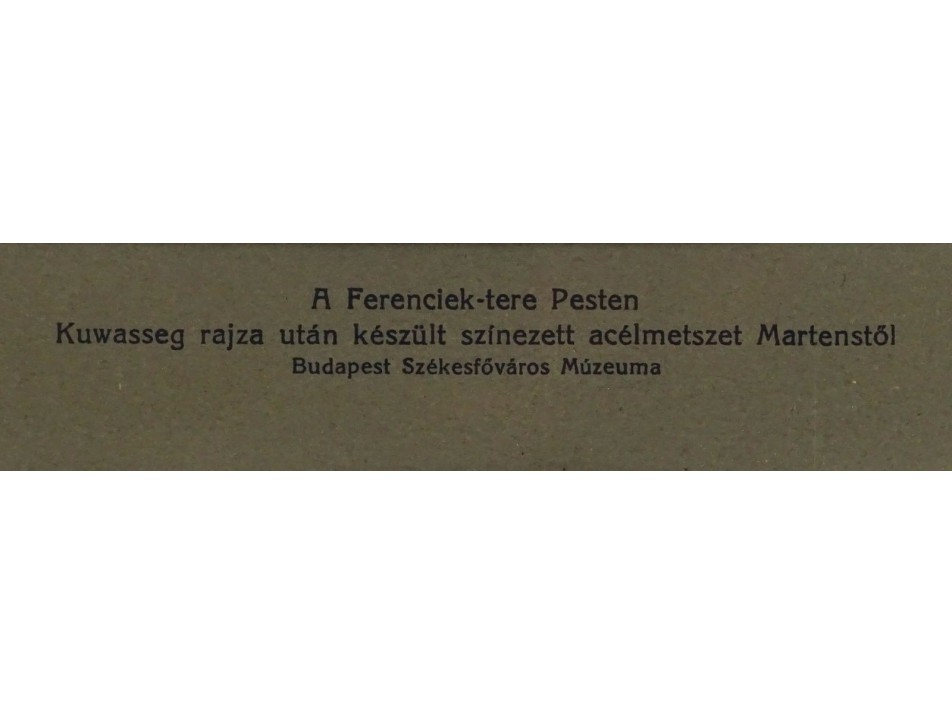 A Ferenciek-tere Pesten
Kuwasseg rajza után készült színezett acélmetszet Martenstől
Budapest Székesfőváros Múzeuma